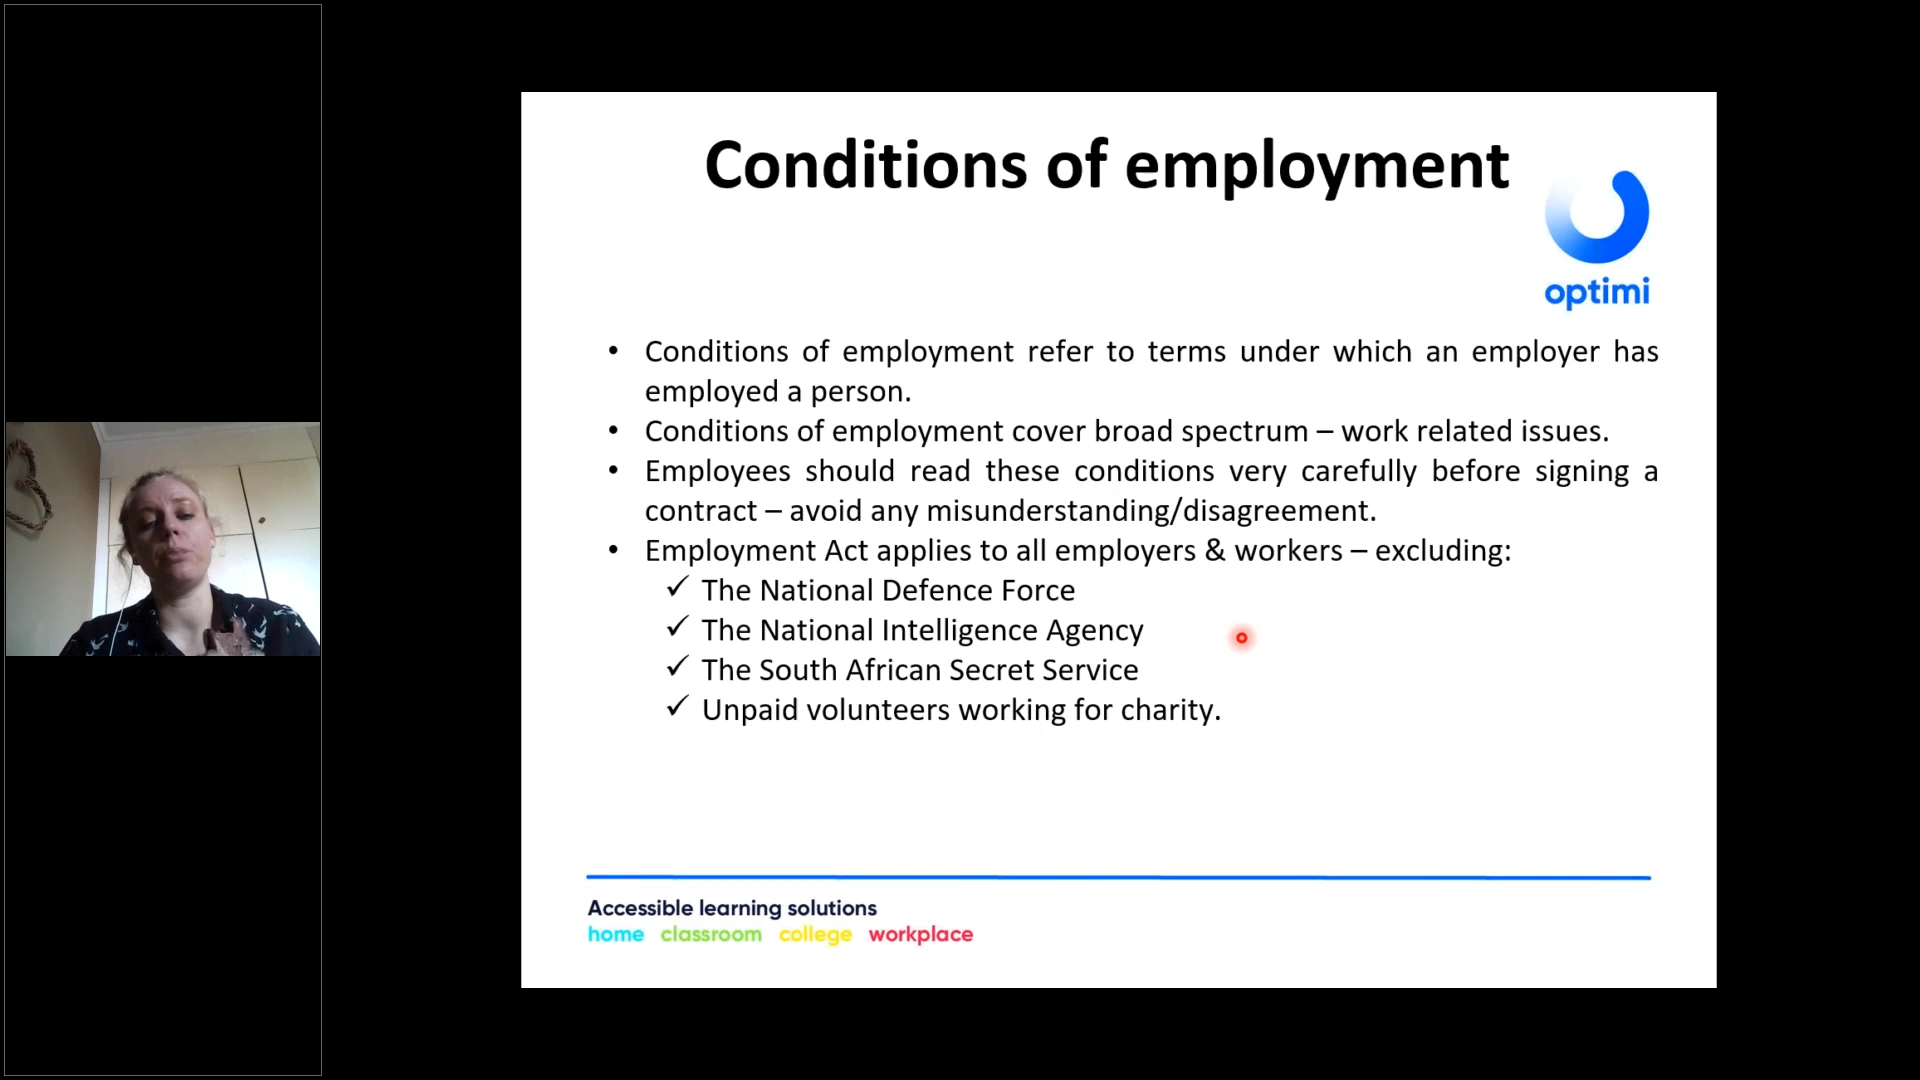 Conditions of employment
optimi
• Conditions of employment refer to terms under which an employer has
employed a person.
• Conditions of employment cover broad spectrum – work related issues.
• Employees should read these conditions very carefully before signing a
contract – avoid any misunderstanding/disagreement.
• Employment Act applies to all employers & workers – excluding:
✓ The National Defence Force
✓ The National Intelligence Agency
✓ The South African Secret Service
✓ Unpaid volunteers working for charity.
Accessible learning solutions
home classroom college workplace